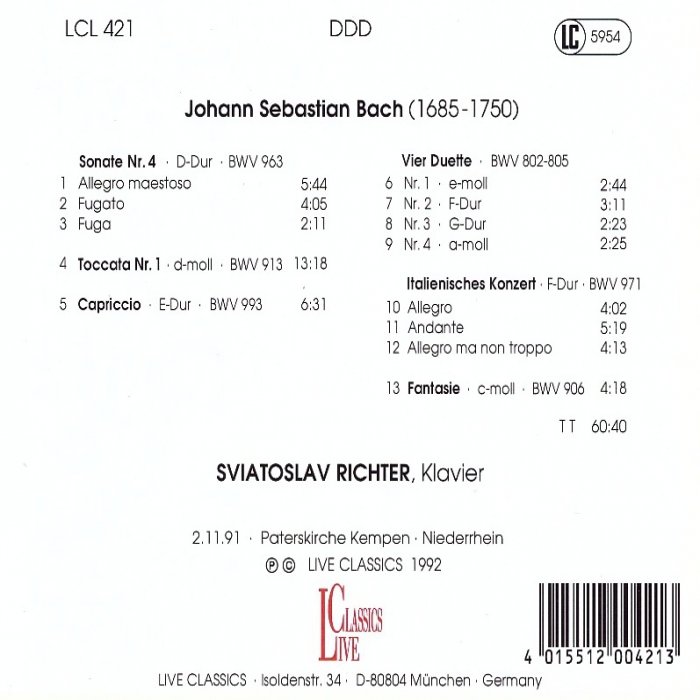 LCL 421
DDD
LC 5954
Johann Sebastian Bach (1685-1750)
Sonate Nr. 4 · D-Dur · BWV 963
1 Allegro maestoso 5:44
2 Fugato 4:05
3 Fuga 2:11
4 Toccata Nr. 1 · d-moll · BWV 913 13:18
5 Capriccio · E-Dur · BWV 993 6:31
Vier Duette · BWV 802-805
6 Nr. 1 · e-moll 2:44
7 Nr. 2 · F-Dur 3:11
8 Nr. 3 · G-Dur 2:23
9 Nr. 4 · a-moll 2:25
Italienisches Konzert · F-Dur · BWV 971
10 Allegro 4:02
11 Andante 5:19
12 Allegro ma non troppo 4:13
13 Fantasie · c-moll · BWV 906 4:18
TT 60:40
SVIATOSLAV RICHTER, Klavier
2.11.91 · Paterskirche Kempen · Niederrhein
℗ © LIVE CLASSICS 1992
LIVE CLASSICS
4 015512 004213
LIVE CLASSICS · Isoldenstr. 34 · D-80804 München · Germany